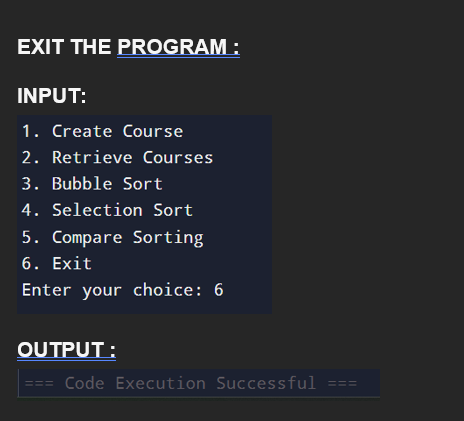 EXIT THE PROGRAM :
INPUT:
1. Create Course
2. Retrieve Courses
3. Bubble Sort
4. Selection Sort
5. Compare Sorting
6. Exit
Enter your choice: 6
OUTPUT :
=== Code Execution Successful ===